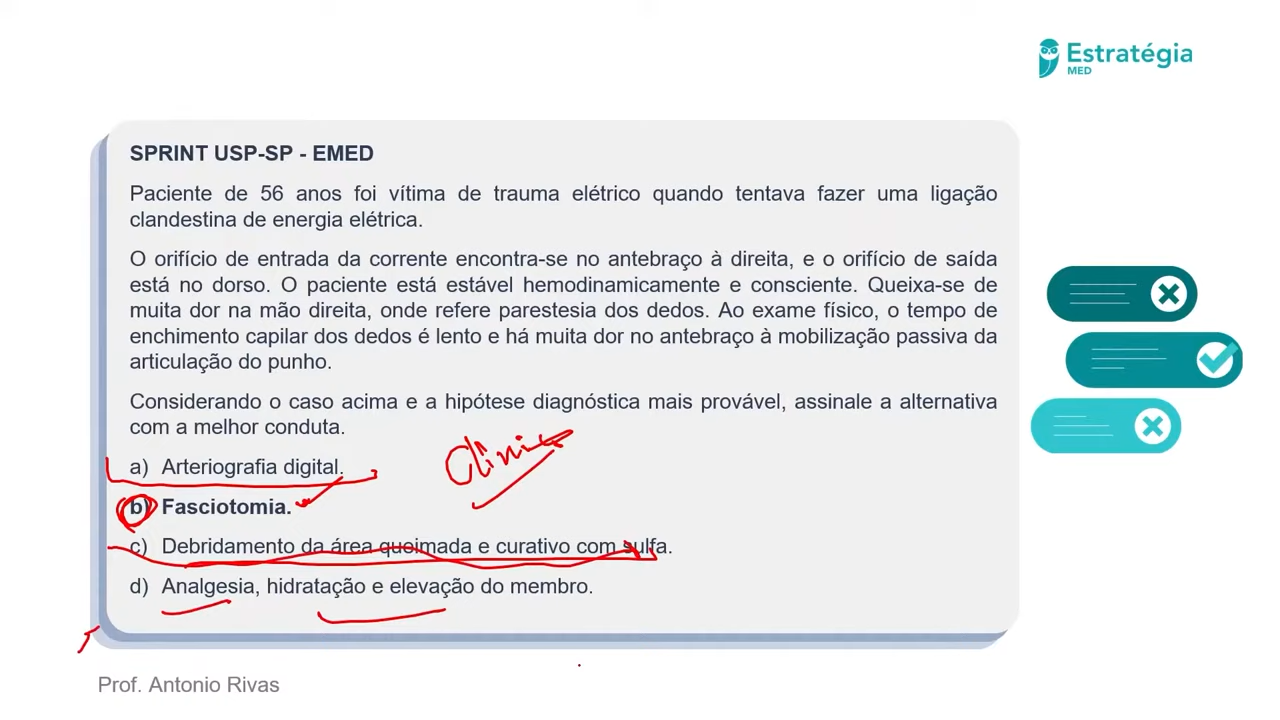 Estratégia
MED
SPRINT USP-SP - EMED
Paciente de 56 anos foi vítima de trauma elétrico quando tentava fazer uma ligação
clandestina de energia elétrica.
O orifício de entrada da corrente encontra-se no antebraço à direita, e o orifício de saída
está no dorso. O paciente está estável hemodinamicamente e consciente. Queixa-se de
muita dor na mão direita, onde refere parestesia dos dedos. Ao exame físico, o tempo de
enchimento capilar dos dedos é lento e há muita dor no antebraço à mobilização passiva da
articulação do punho.
Considerando o caso acima e a hipótese diagnóstica mais provável, assinale a alternativa
com a melhor conduta.
a) Arteriografia digital.
b) Fasciotomia.
c) Debridamento da área queimada e curativo com sulfa.
d) Analgesia, hidratação e elevação do membro.
Prof. Antonio Rivas